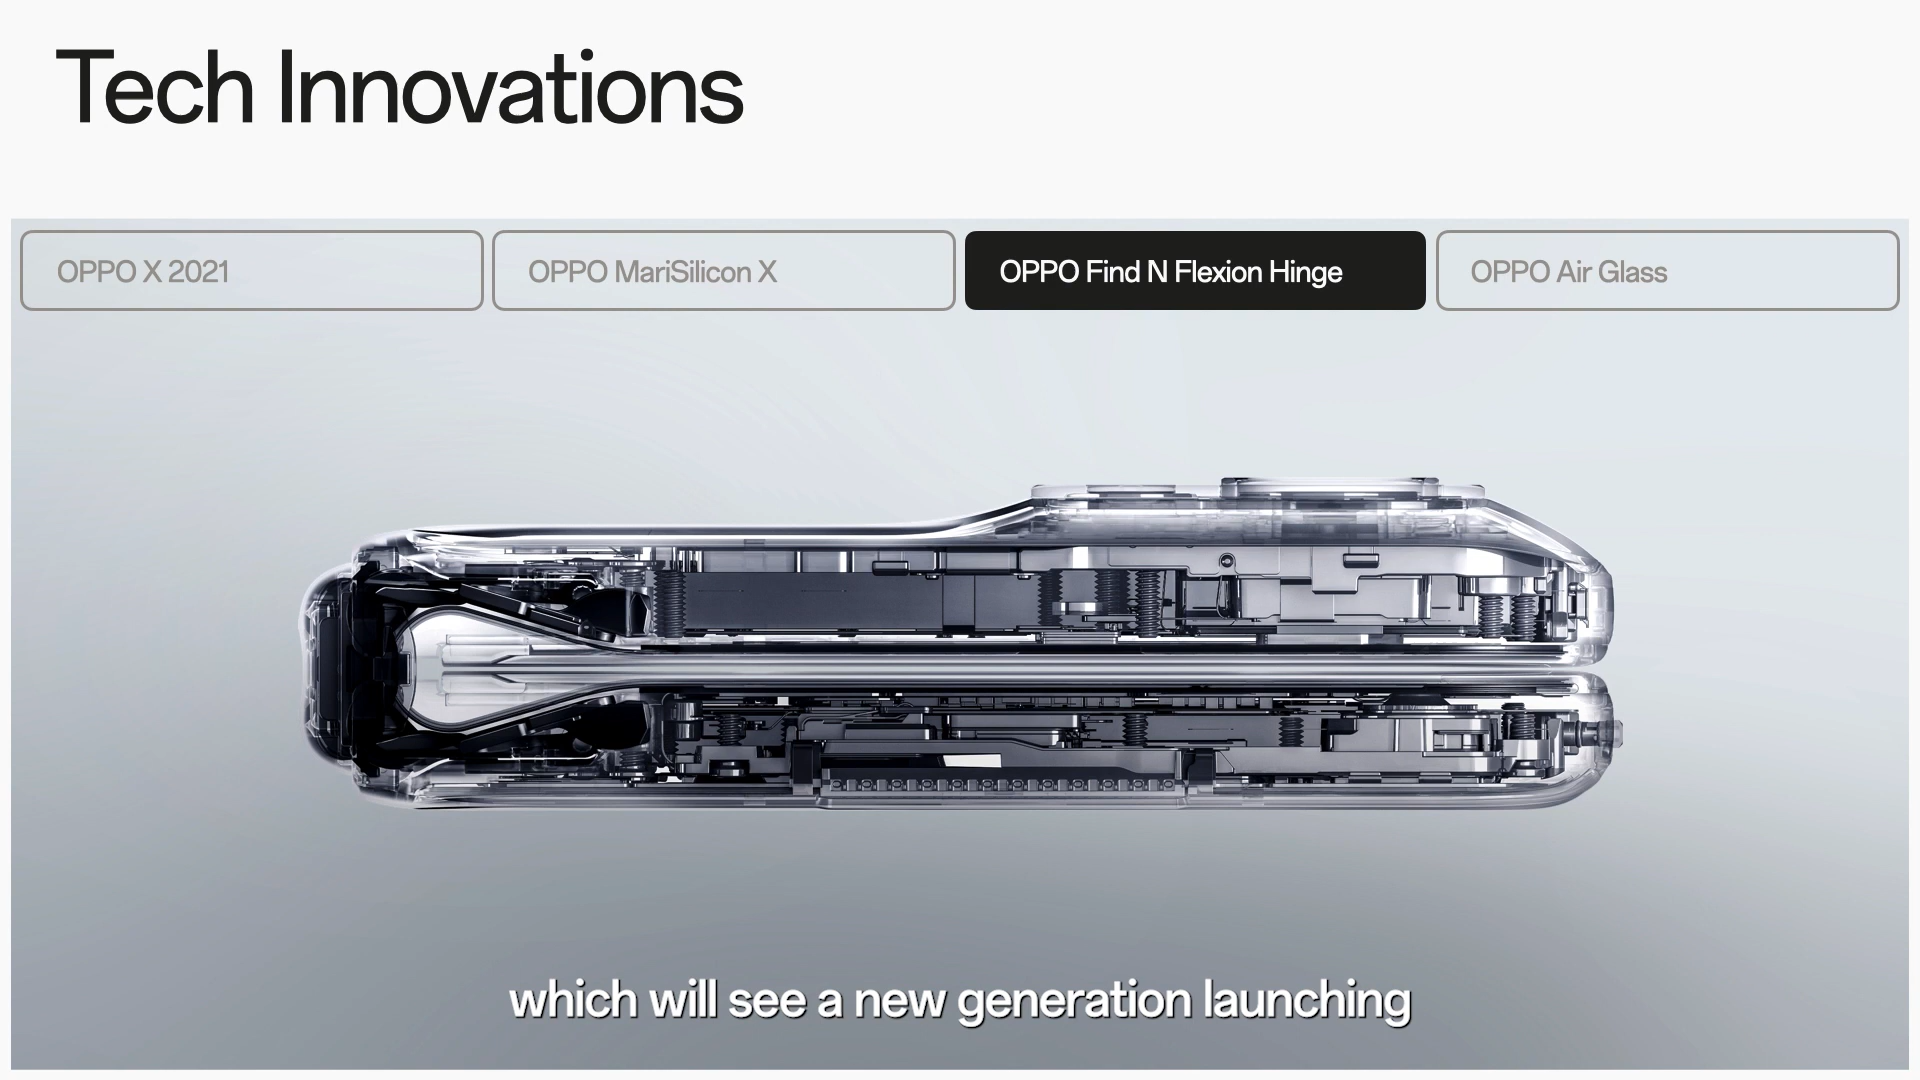 Tech Innovations
OPPO X 2021
OPPO MariSilicon X
OPPO Find N Flexion Hinge
OPPO Air Glass
which will see a new generation launching